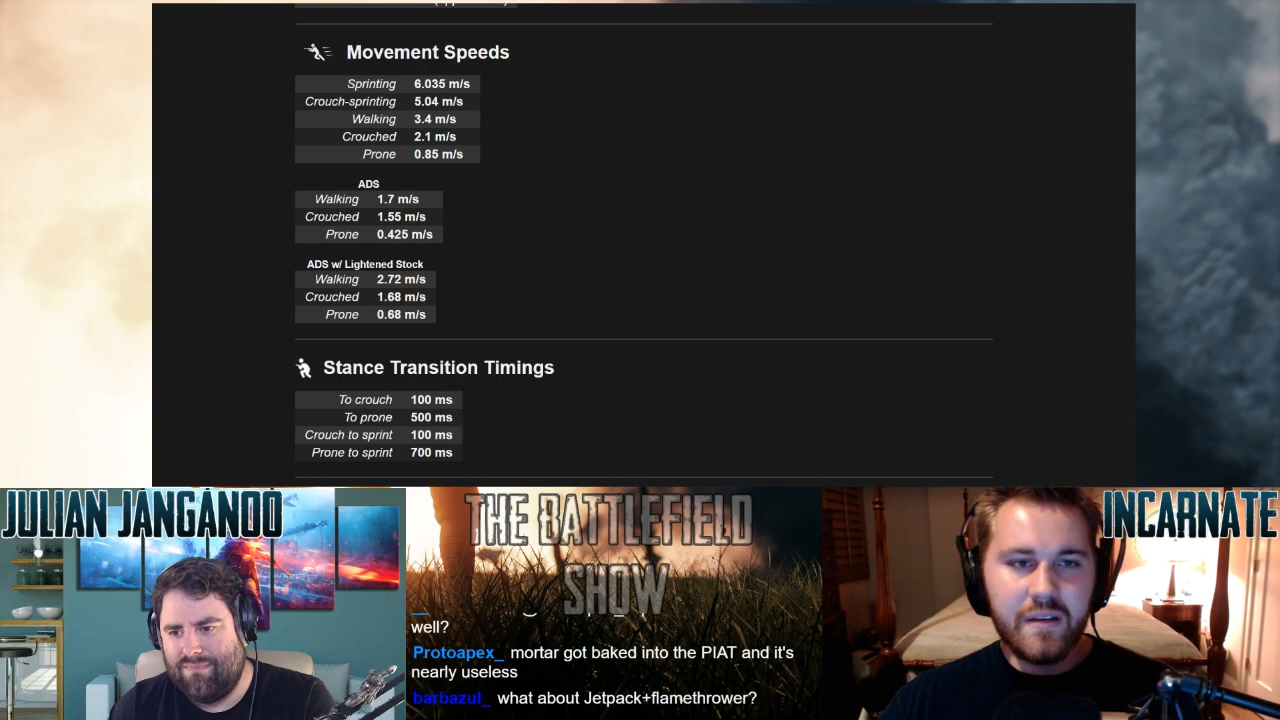 Movement Speeds
Sprinting 6.035 m/s
Crouch-sprinting 5.04 m/s
Walking 3.4 m/s
Crouched 2.1 m/s
Prone 0.85 m/s
ADS
Walking 1.7 m/s
Crouched 1.55 m/s
Prone 0.425 m/s
ADS w/ Lightened Stock
Walking 2.72 m/s
Crouched 1.68 m/s
Prone 0.68 m/s
Stance Transition Timings
To crouch 100 ms
To prone 500 ms
Crouch to sprint 100 ms
Prone to sprint 700 ms
JULIAN JANGANOO
THE BATTLEFIELD
SHOW
INCARNATE
well?
Protoapex_ mortar got baked into the PIAT and it's
nearly useless
barbazul_ what about Jetpack+flamethrower?